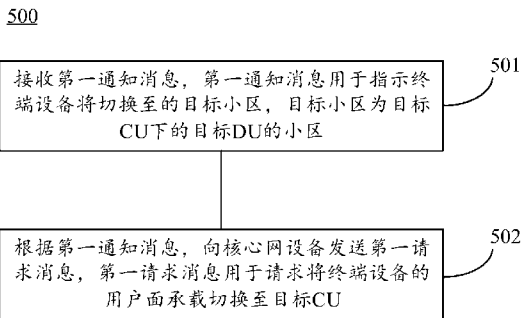 500
接收第一通知消息，第一通知消息用于指示终
端设备将切换至的目标小区，目标小区为目标
CU下的目标DU的小区
501
根据第一通知消息，向核心网设备发送第一请
求消息，第一请求消息用于请求将终端设备的
用户面承载切换至目标CU
502